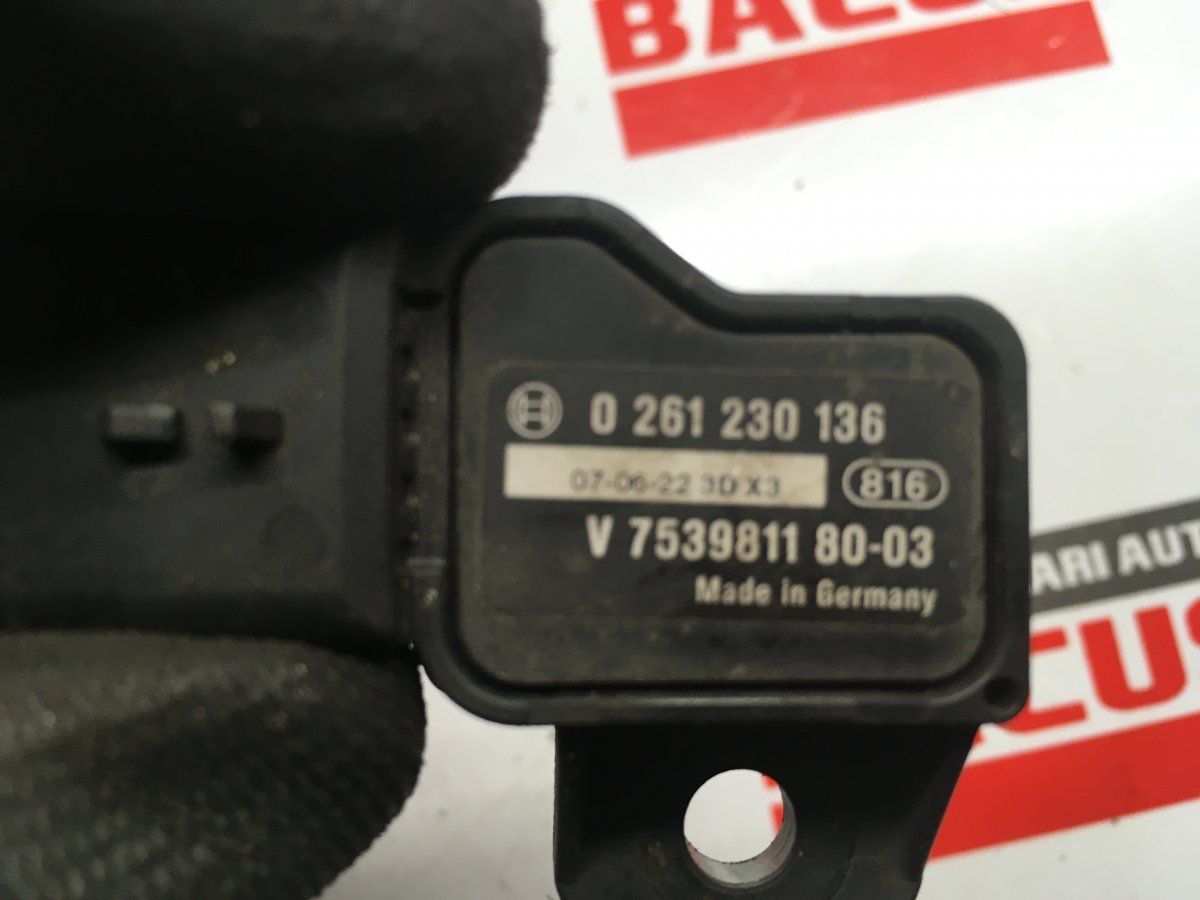 BACU
0 261 230 136
07-06-22 3D X3
816
V 7539811 80-03
Made in Germany
ARI AUT
CUS